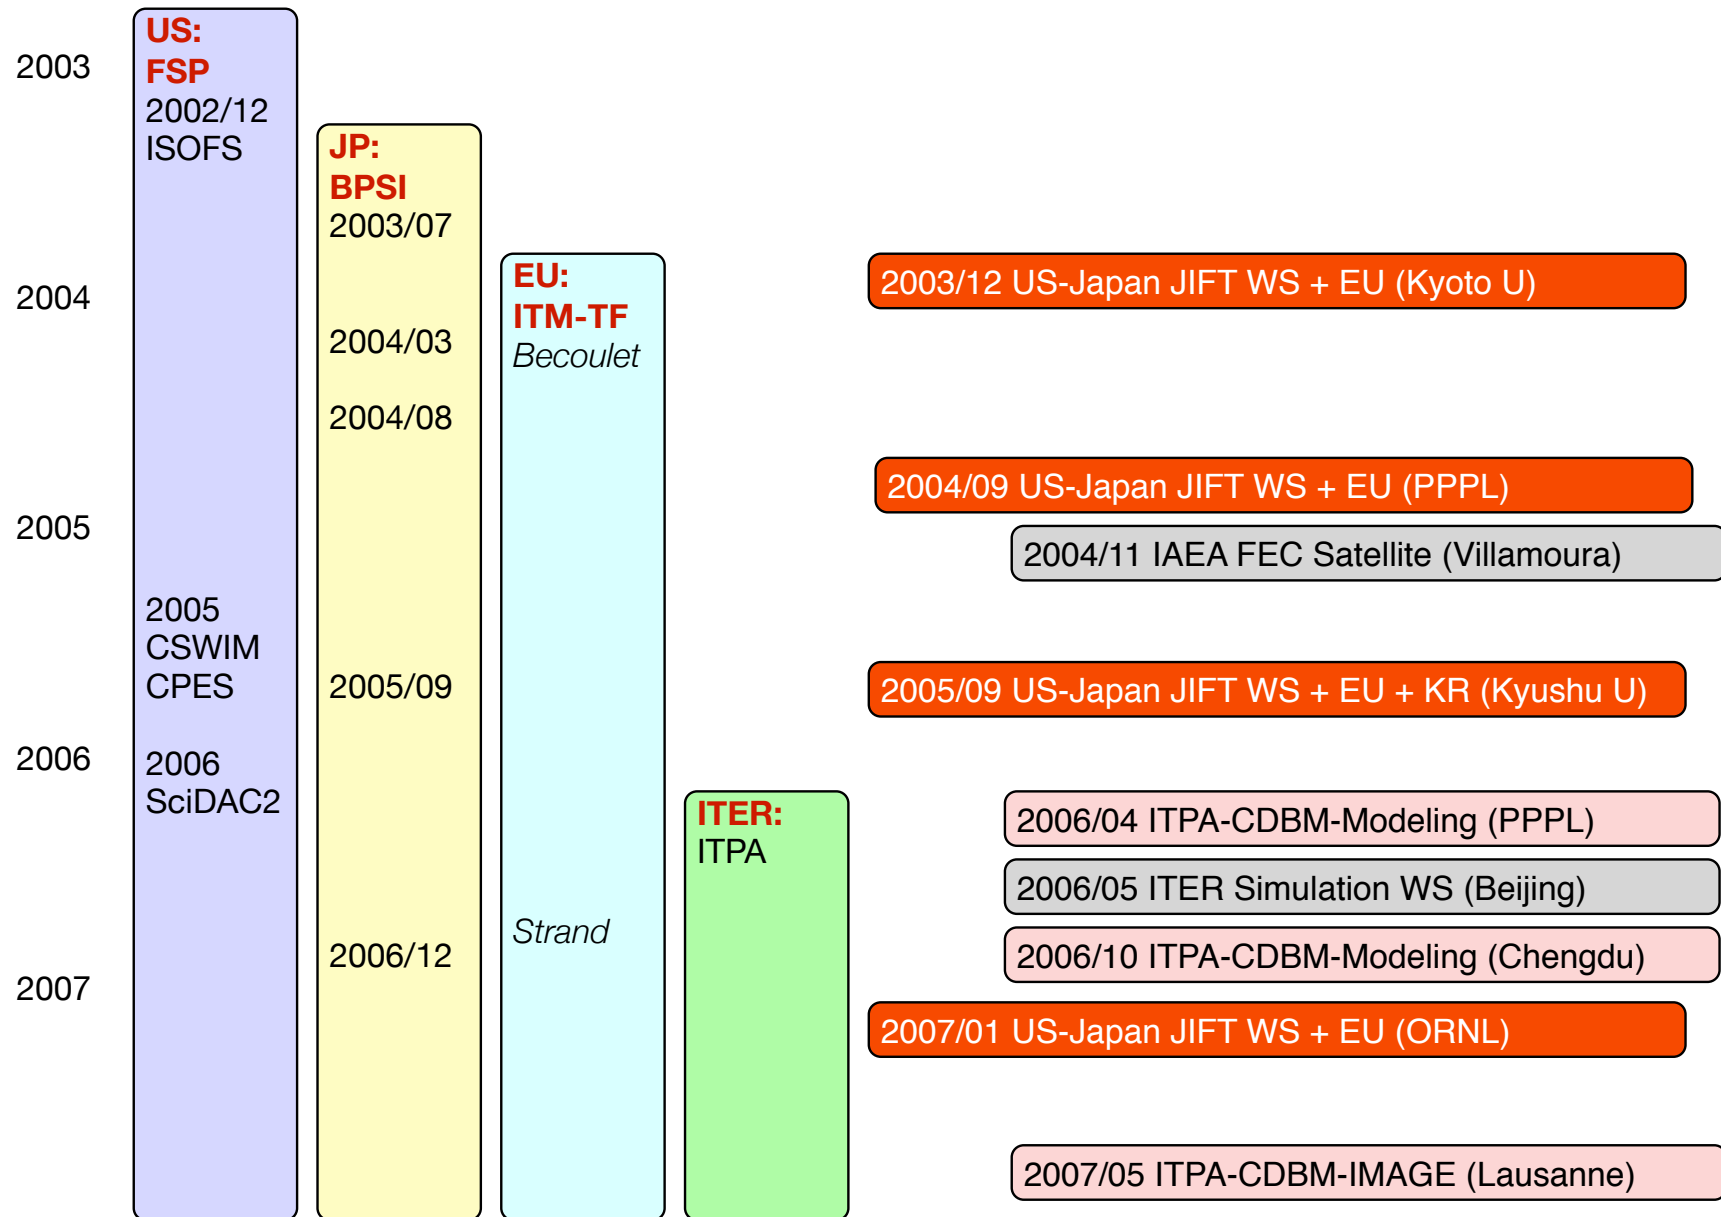 2003
2004
2005
2006
2007
US:
FSP
2002/12
ISOFS
2005
CSWIM
CPES
2006
SciDAC2
JP:
BPSI
2003/07
2004/03
2004/08
2005/09
2006/12
EU:
ITM-TF
Becoulet
Strand
ITER:
ITPA
2003/12 US-Japan JIFT WS + EU (Kyoto U)
2004/09 US-Japan JIFT WS + EU (PPPL)
2004/11 IAEA FEC Satellite (Villamoura)
2005/09 US-Japan JIFT WS + EU + KR (Kyushu U)
2006/04 ITPA-CDBM-Modeling (PPPL)
2006/05 ITER Simulation WS (Beijing)
2006/10 ITPA-CDBM-Modeling (Chengdu)
2007/01 US-Japan JIFT WS + EU (ORNL)
2007/05 ITPA-CDBM-IMAGE (Lausanne)